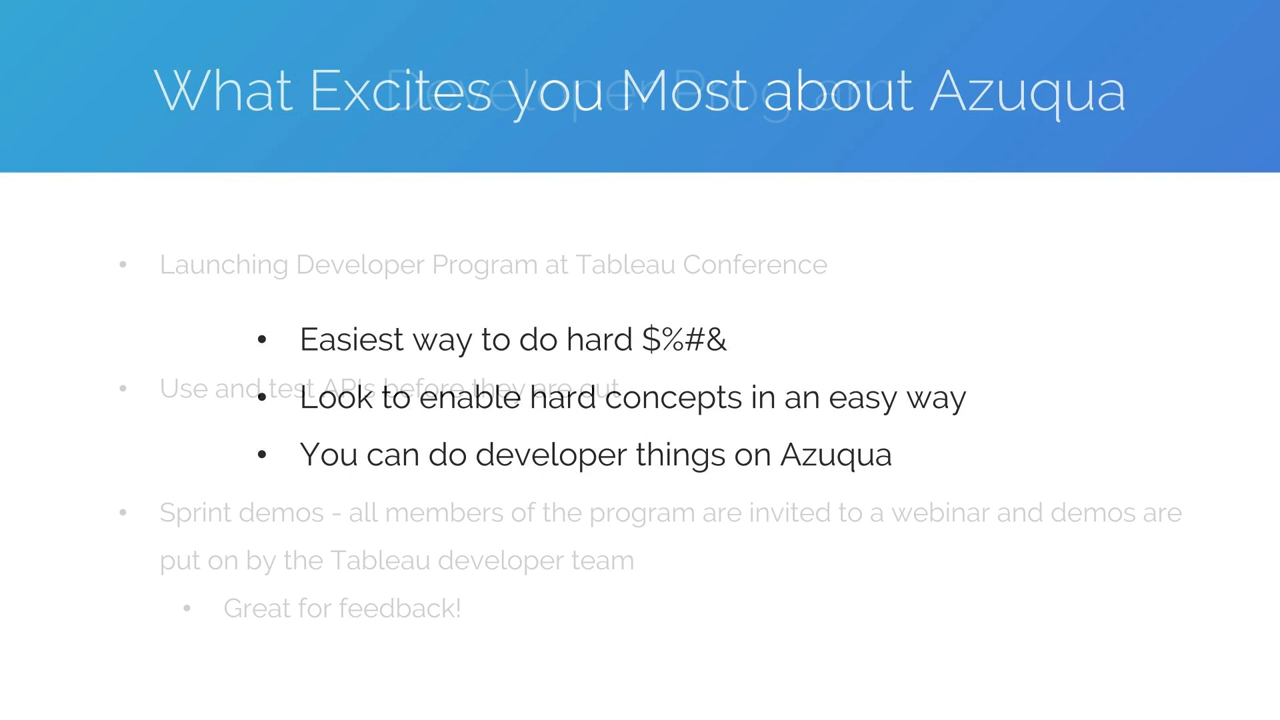 What Excites you Most about Azuqua
Developer Program
• Launching Developer Program at Tableau Conference
• Easiest way to do hard $%#&
• Use and test APIs before they are out
• Look to enable hard concepts in an easy way
• You can do developer things on Azuqua
• Sprint demos - all members of the program are invited to a webinar and demos are
put on by the Tableau developer team
• Great for feedback!